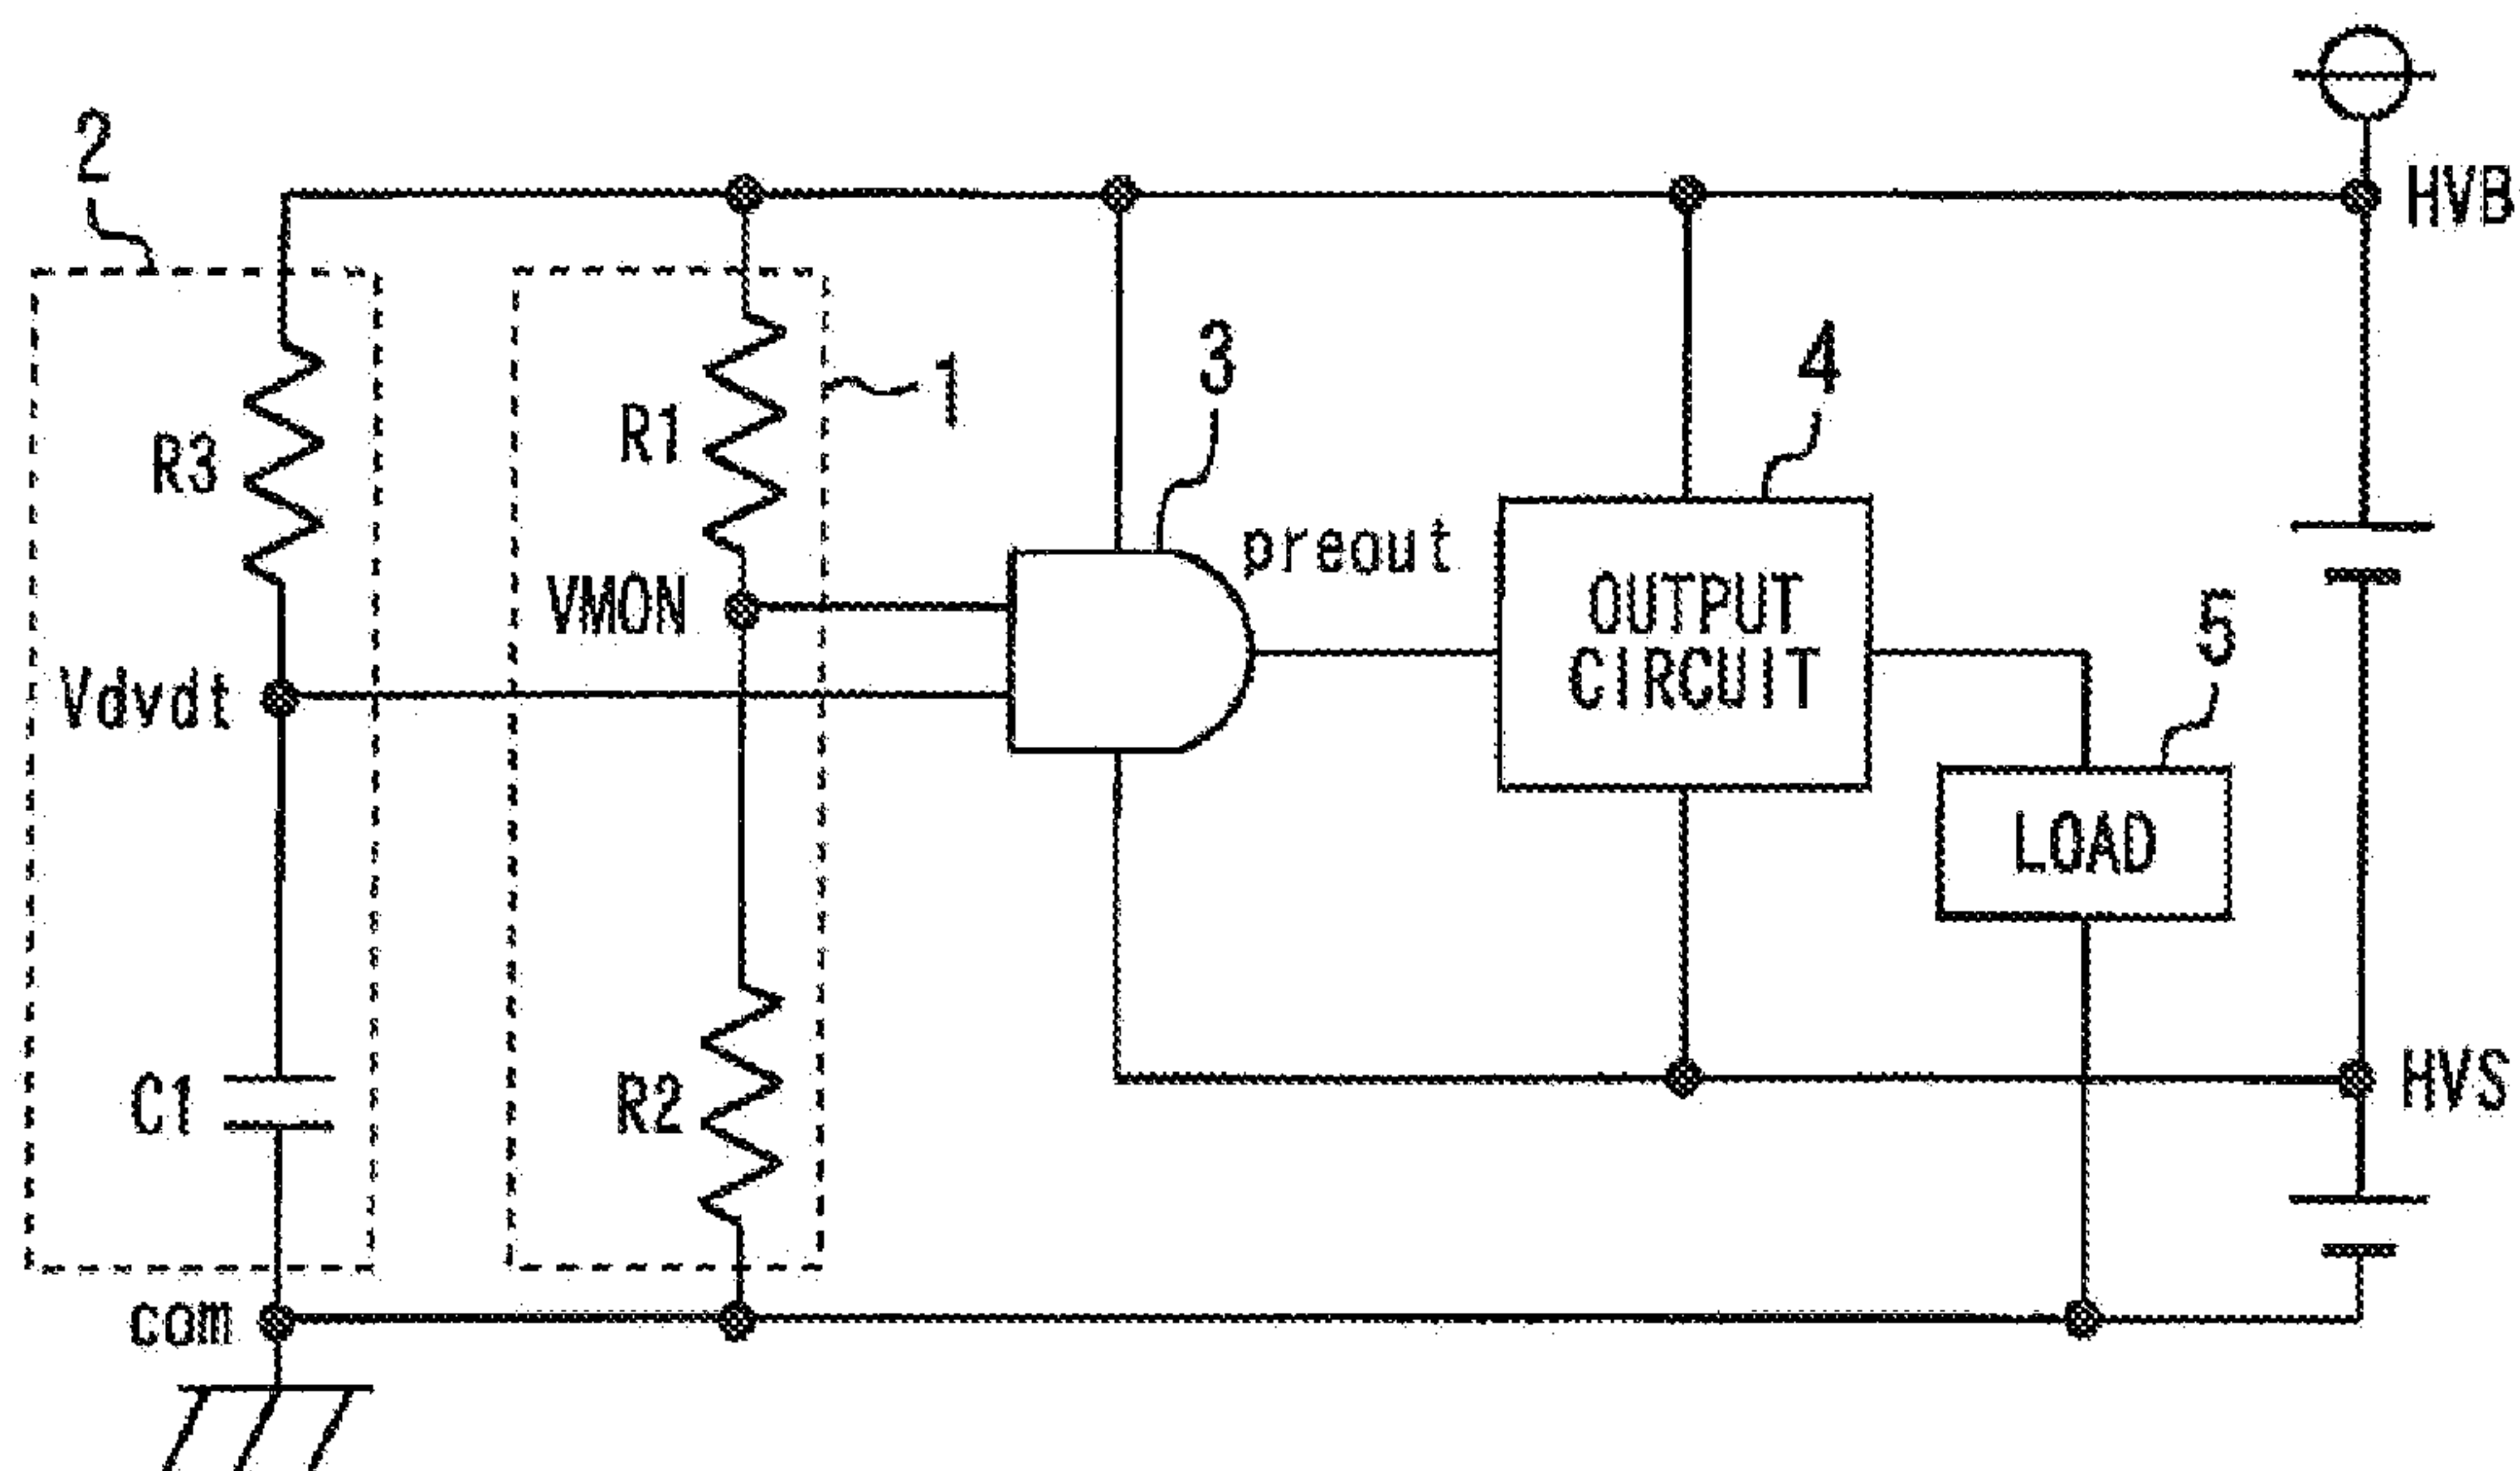 2
HVB
3
4
1
R1
R3
preout
VMON
OUTPUT
CIRCUIT
5
Vdvdt
LOAD
HVS
C1
R2
com